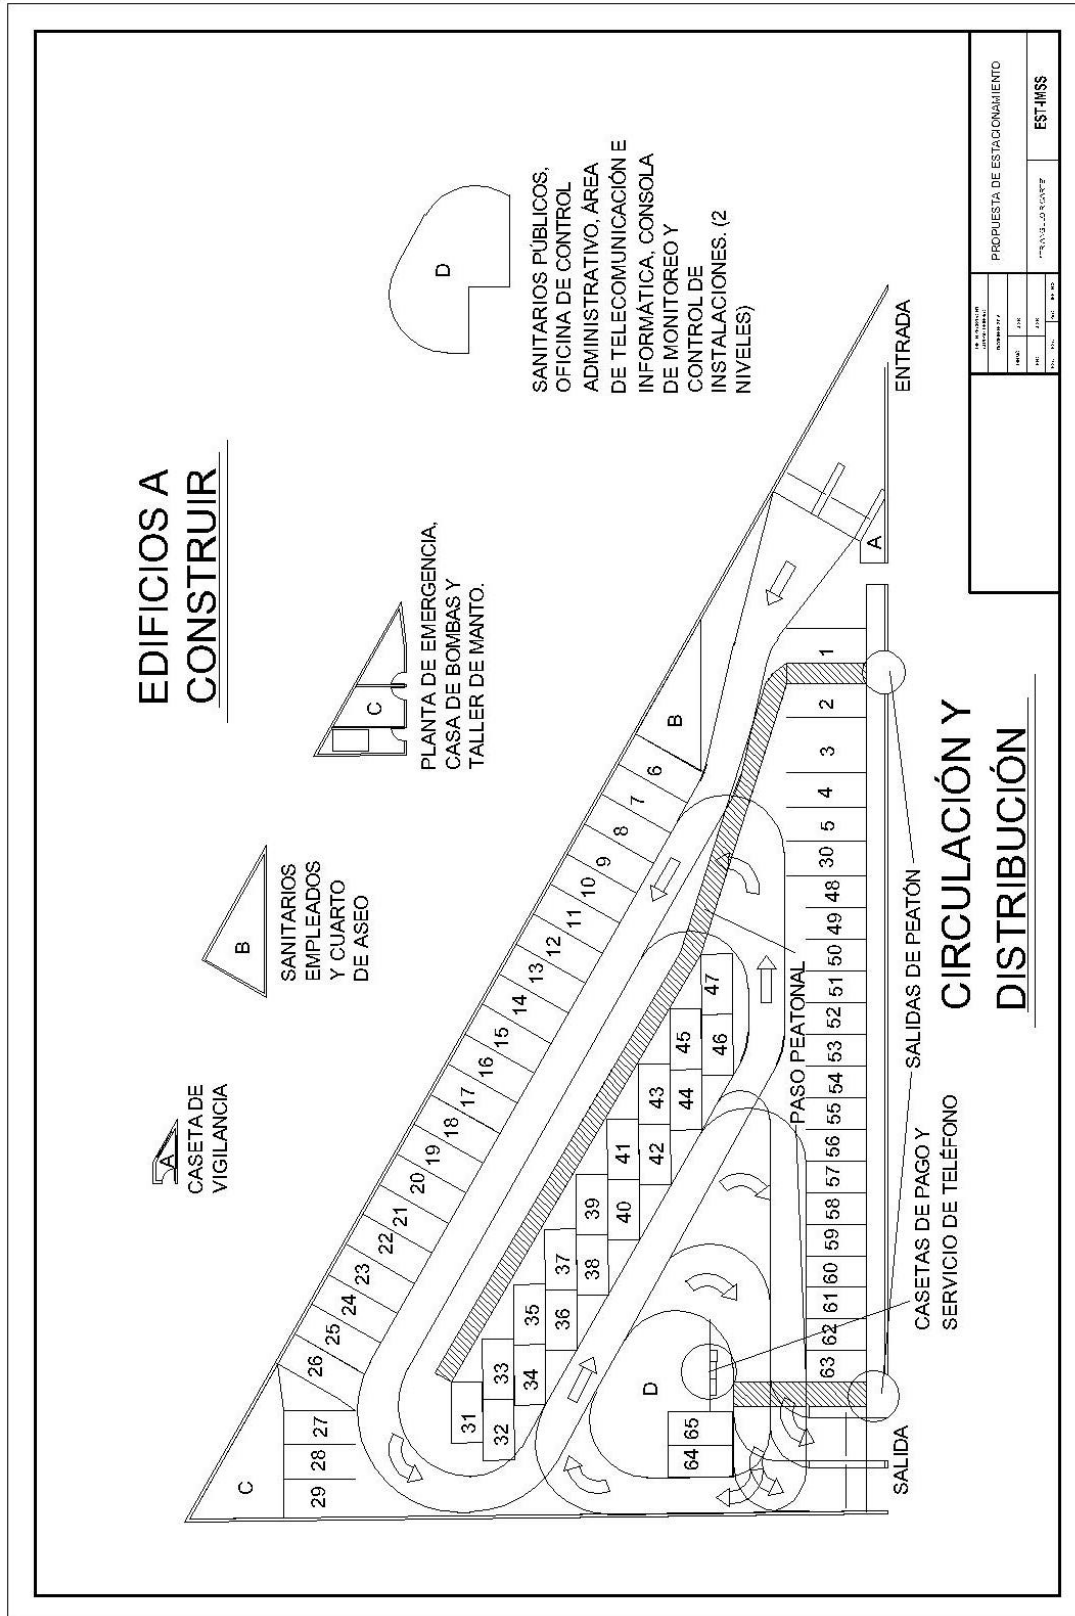 EDIFICIOS A
CONSTRUIR
A
CASETA DE
VIGILANCIA
B
SANITARIOS
EMPLEADOS
Y CUARTO
DE ASEO
C
PLANTA DE EMERGENCIA,
CASA DE BOMBAS Y
TALLER DE MANTO.
D
SANITARIOS PÚBLICOS,
OFICINA DE CONTROL
ADMINISTRATIVO, ÁREA
DE TELECOMUNICACIÓN E
INFORMÁTICA, CONSOLA
DE MONITOREO Y
CONTROL DE
INSTALACIONES. (2
NIVELES)
C
29
28
27
26
25
24
23
22
21
20
19
18
17
16
15
14
13
12
11
10
9
8
7
6
B
31
32
33
34
35
36
37
38
39
40
41
42
43
44
45
46
47
D
64
65
PASO PEATONAL
63
62
61
60
59
58
57
56
55
54
53
52
51
50
49
48
30
5
4
3
2
1
A
SALIDA
ENTRADA
CASETAS DE PAGO Y
SERVICIO DE TELÉFONO
SALIDAS DE PEATÓN
CIRCULACIÓN Y
DISTRIBUCIÓN
PROPUESTA DE ESTACIONAMIENTO
EST-IMSS